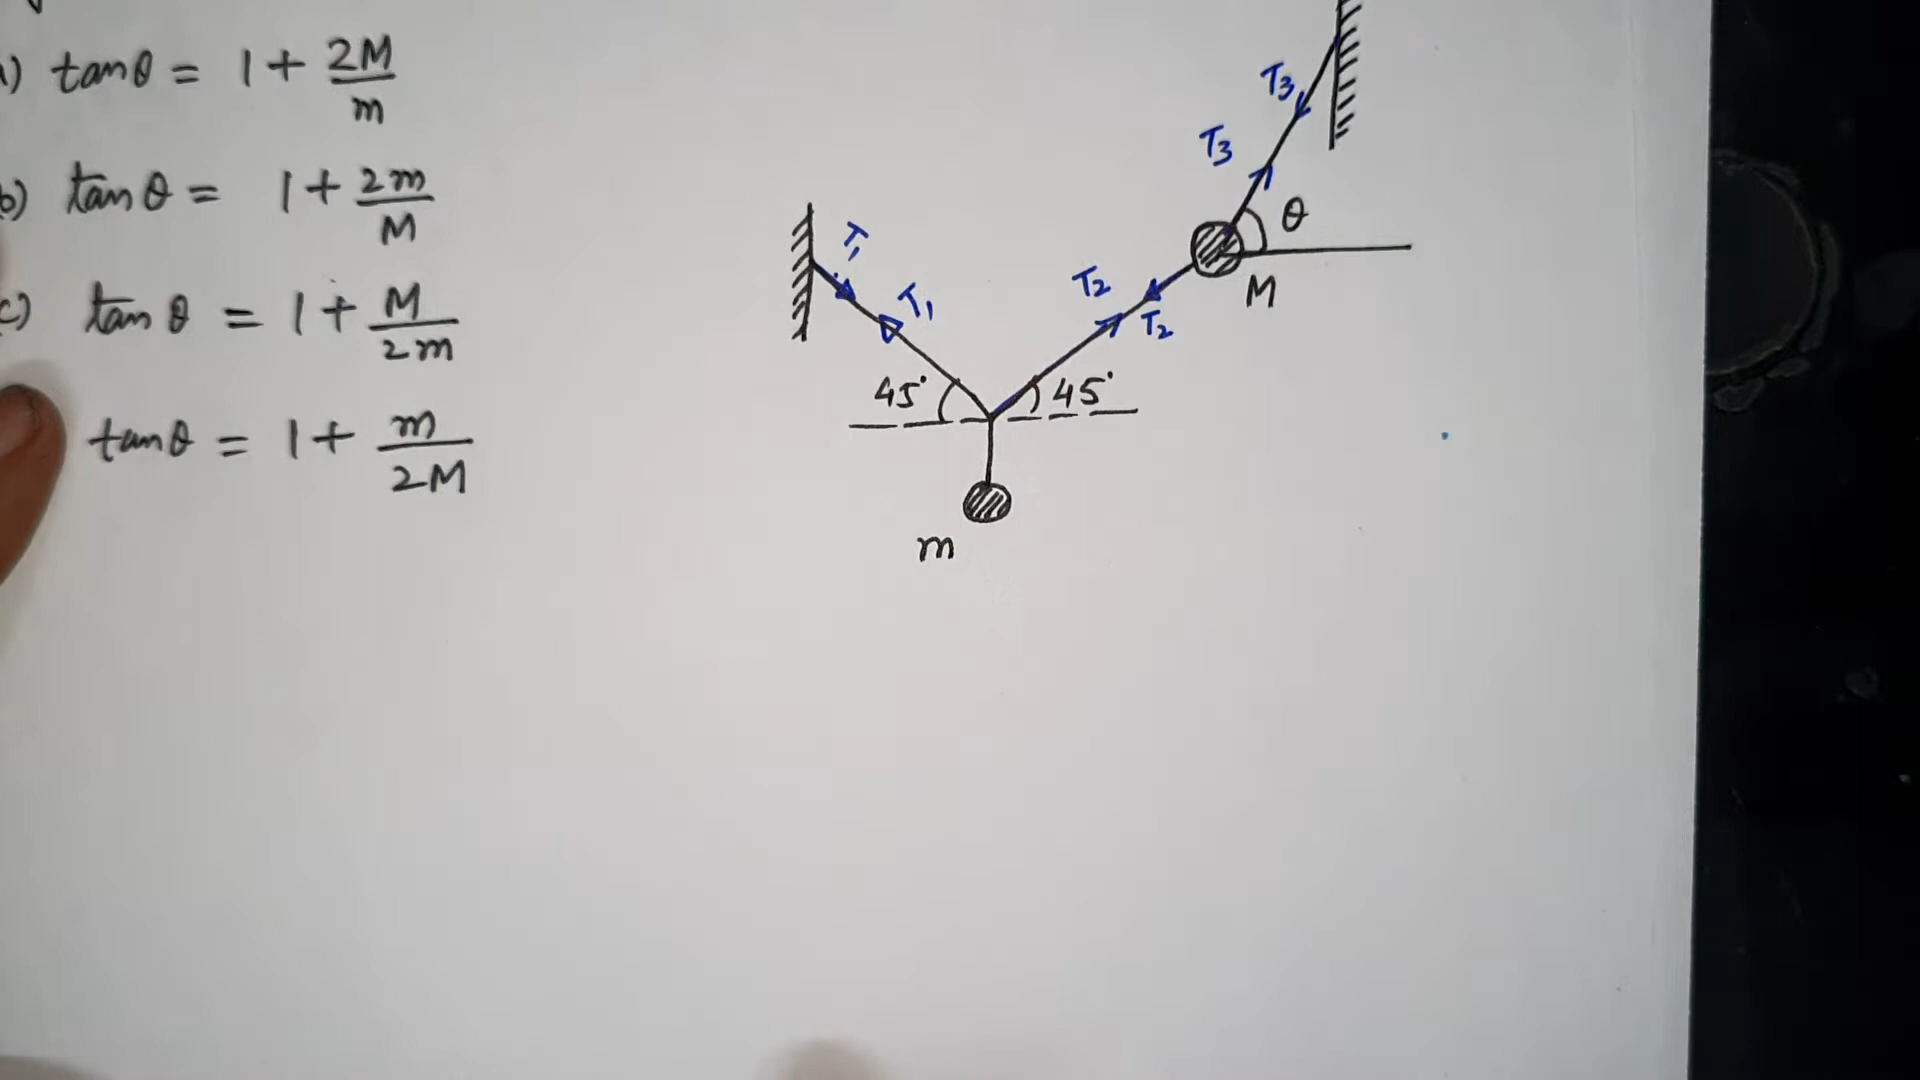 a) tanθ = 1 + 2M/m
b) tanθ = 1 + 2m/M
c) tanθ = 1 + M/2m
tanθ = 1 + m/2M
T₃
T₃
θ
T₁
T₁
T₂
T₂
M
45°
45°
m